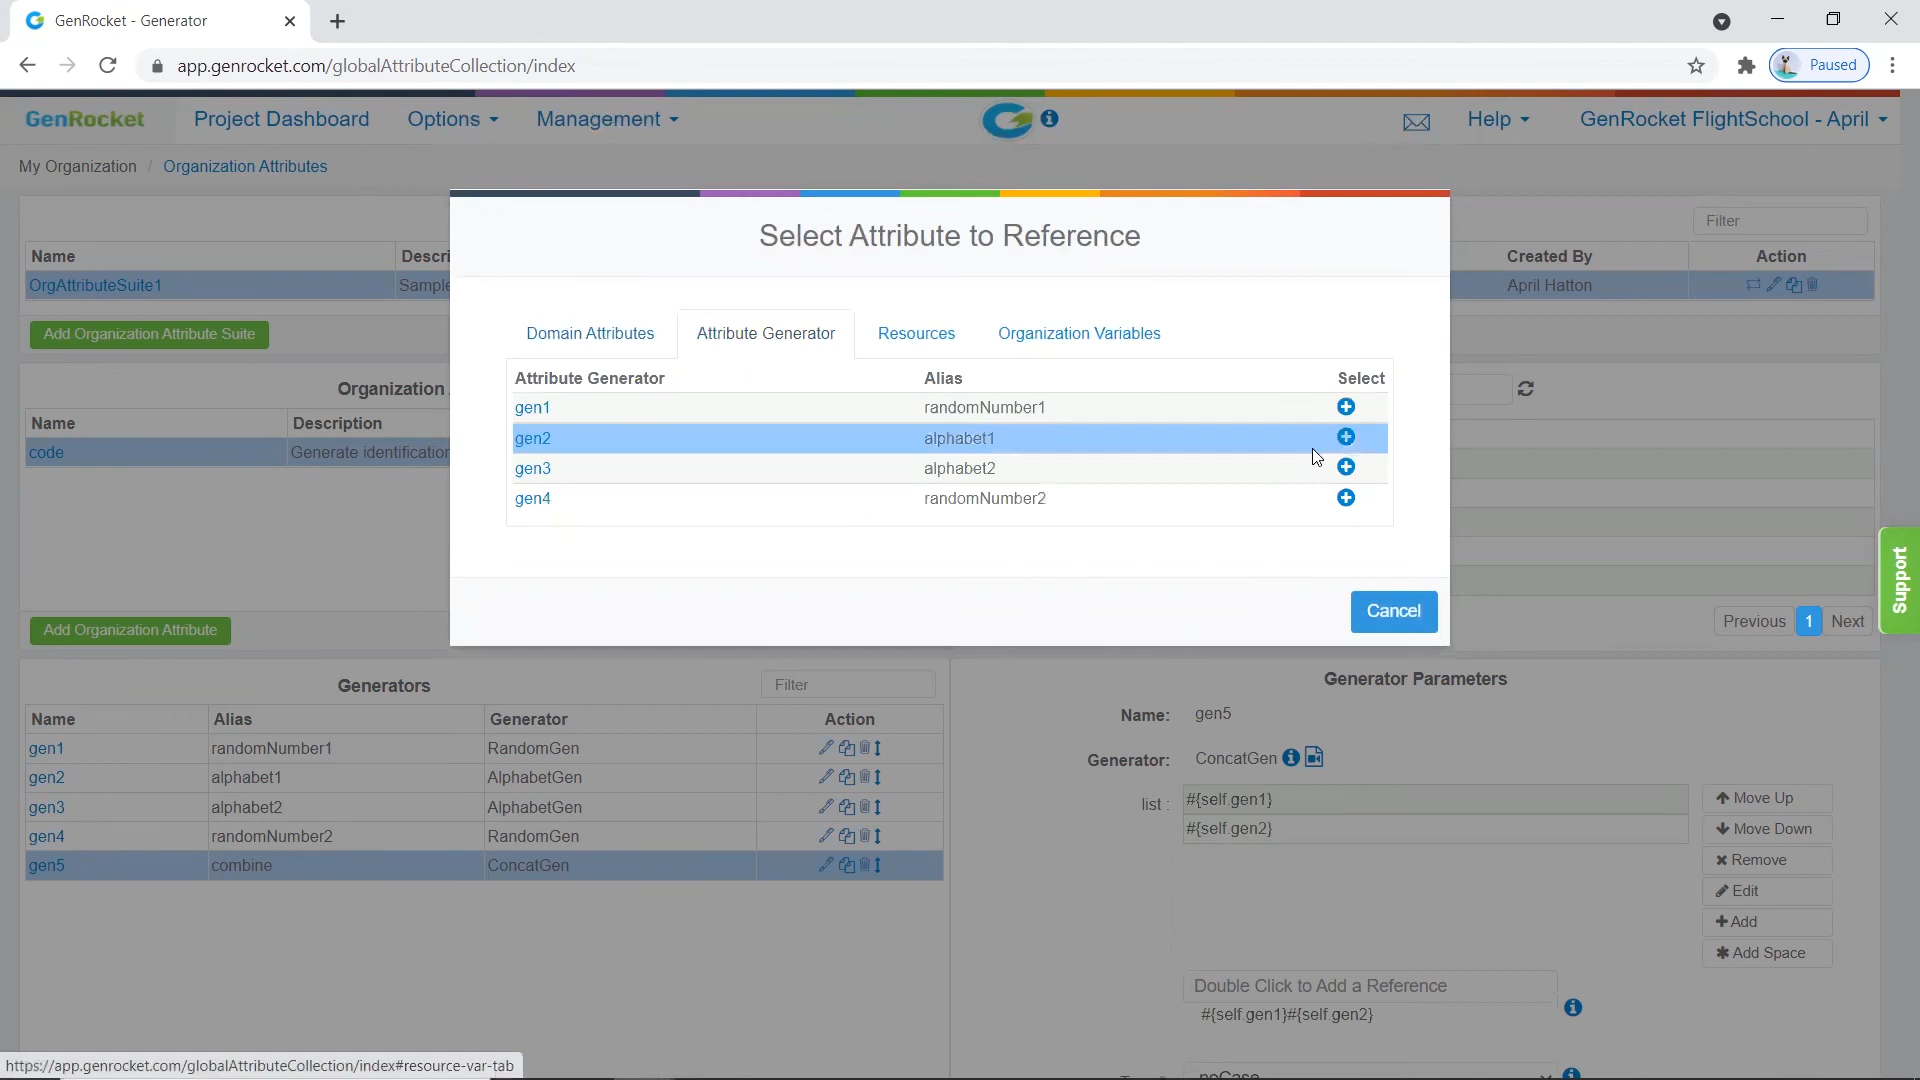 GenRocket - Generator
app.genrocket.com/globalAttributeCollection/index
Paused
GenRocket Project Dashboard Options Management Help GenRocket FlightSchool - April
My Organization / Organization Attributes
Select Attribute to Reference
Filter
Name Descri Created By Action
OrgAttributeSuite1 Sample April Hatton
Add Organization Attribute Suite
Domain Attributes Attribute Generator Resources Organization Variables
Attribute Generator Alias Select
gen1 randomNumber1
gen2 alphabet1
gen3 alphabet2
gen4 randomNumber2
Cancel
Organization
Name Description
code Generate identification
Add Organization Attribute
Previous 1 Next
Support
Generators
Filter
Name Alias Generator Action
gen1 randomNumber1 RandomGen
gen2 alphabet1 AlphabetGen
gen3 alphabet2 AlphabetGen
gen4 randomNumber2 RandomGen
gen5 combine ConcatGen
Generator Parameters
Name: gen5
Generator: ConcatGen
list : #{self.gen1}
#{self.gen2}
Move Up
Move Down
Remove
Edit
Add
Add Space
Double Click to Add a Reference
#{self.gen1}#{self.gen2}
noCase
https://app.genrocket.com/globalAttributeCollection/index#resource-var-tab